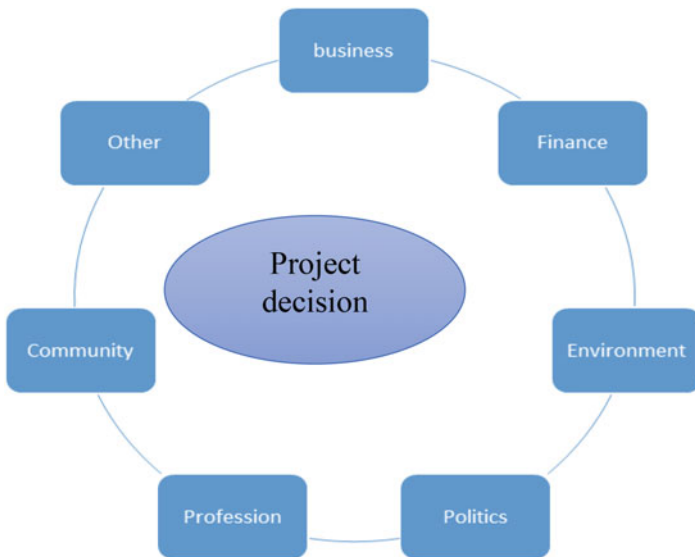 business
Other
Finance
Project
decision
Community
Environment
Profession
Politics